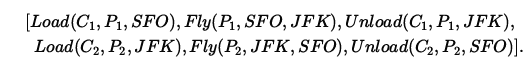 [Load(C₁, P₁, SFO), Fly(P₁, SFO, JFK), Unload(C₁, P₁, JFK),
Load(C₂, P₂, JFK), Fly(P₂, JFK, SFO), Unload(C₂, P₂, SFO)].